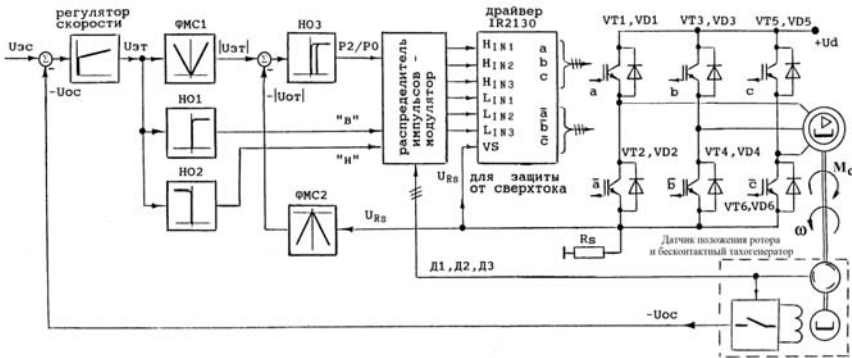 регулятор
скорости
ФМС1
НО3
драйвер
IR2130
VT1,VD1
VT3,VD3
VT5,VD5
+Ud
Uзс
Uзт
|Uзт|
P2/P0
-Uос
-|Uот|
распределитель
импульсов -
модулятор
HIN1
HIN2
HIN3
LIN1
LIN2
LIN3
VS
a
b
c
a̅
b̅
c̅
a
b
c
НО1
"В"
НО2
"Н"
URs
для защиты
от сверхтока
VT2,VD2
VT4,VD4
a̅
b̅
c̅
VT6,VD6
Mc
ω
ФМС2
URs
Rs
Датчик положения ротора
и бесконтактный тахогенератор
Д1,Д2,Д3
-Uос